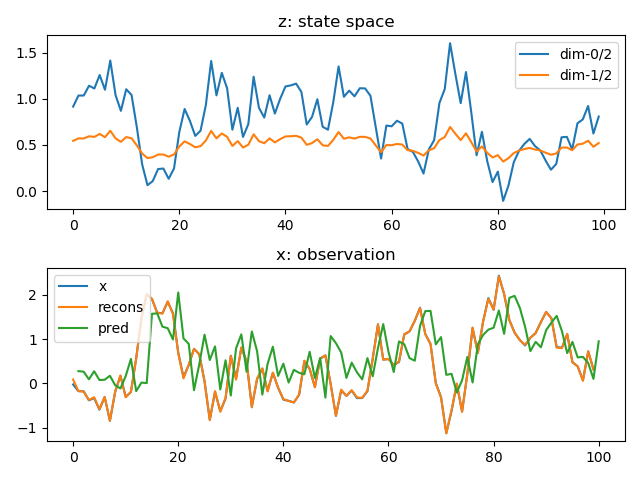 z: state space
1.5
1.0
0.5
0.0
dim-0/2
dim-1/2
0 20 40 60 80 100
x: observation
2
1
0
−1
x
recons
pred
0 20 40 60 80 100